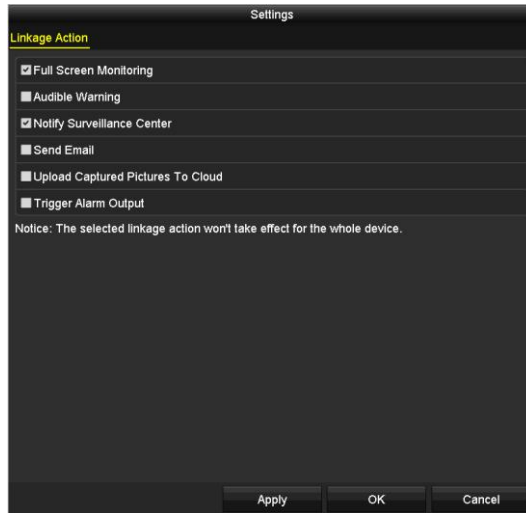 Settings
Linkage Action
Full Screen Monitoring
Audible Warning
Notify Surveillance Center
Send Email
Upload Captured Pictures To Cloud
Trigger Alarm Output
Notice: The selected linkage action won't take effect for the whole device.
Apply OK Cancel